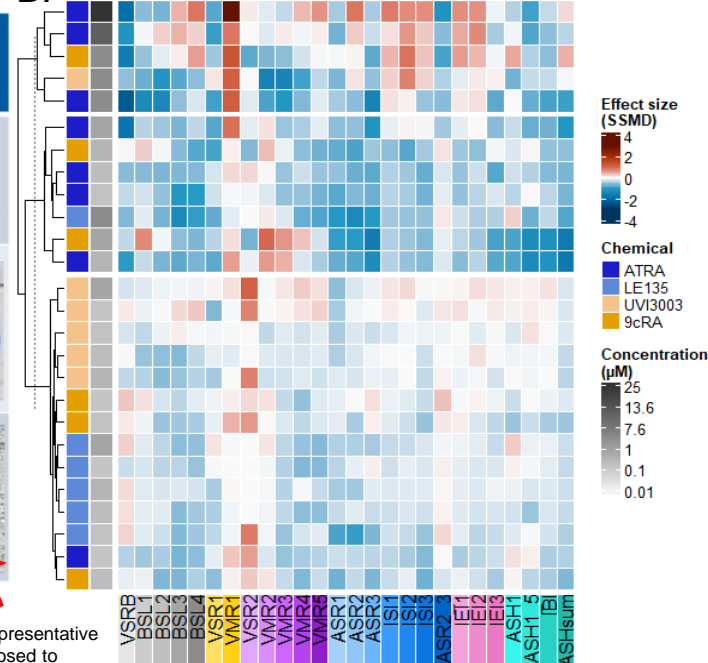 Effect size
(SSMD)
4
2
0
-2
-4
Chemical
ATRA
LE135
UVI3003
9cRA
Concentration
(µM)
25
13.6
7.6
1
0.1
0.01
VSRB
BSL1
BSL2
BSL3
BSL4
VSR1
VMR1
VSR2
VMR2
VMR3
VMR4
VMR5
ASR1
ASR2
ASR3
ISI1
ISI2
ISI3
ASR2_3
IEI1
IEI2
IEI3
ASH1
ASH1_5
IBI
ASHsum
presentative
osed to